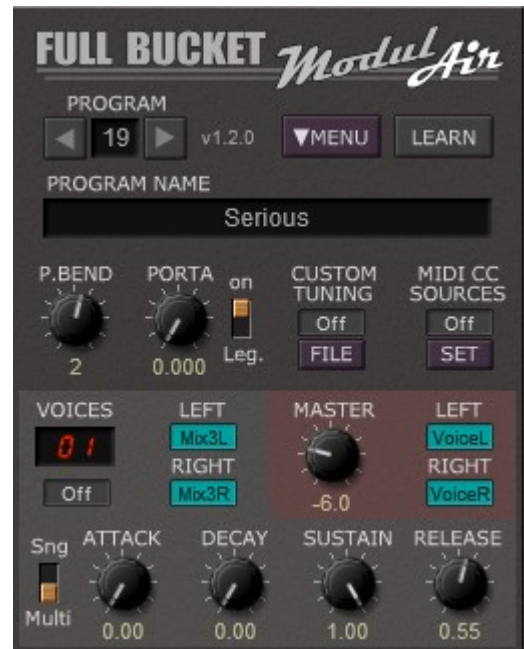 FULL BUCKET ModulAir
PROGRAM
19 v1.2.0 ▼MENU LEARN
PROGRAM NAME
Serious
P.BEND PORTA on CUSTOM TUNING MIDI CC SOURCES
Off Off
2 0.000 Leg. FILE SET
VOICES LEFT MASTER LEFT
01 Mix3L VoiceL
RIGHT RIGHT
Off Mix3R -6.0 VoiceR
Sng ATTACK DECAY SUSTAIN RELEASE
Multi 0.00 0.00 1.00 0.55